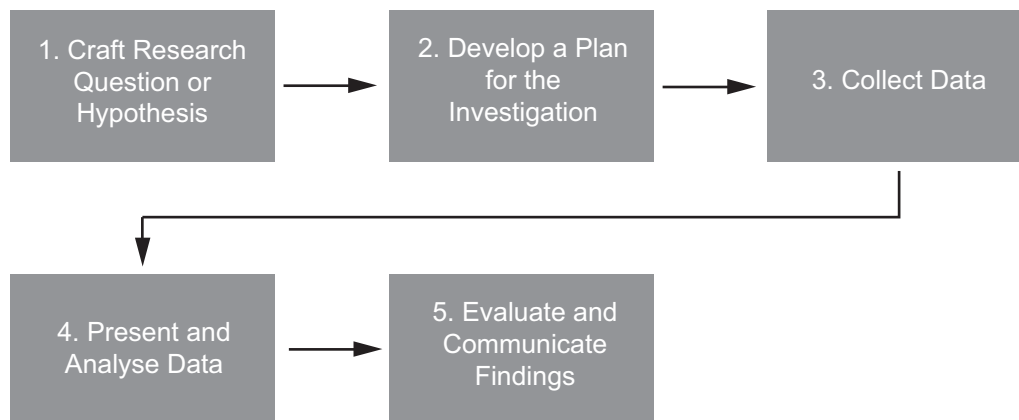 1. Craft Research
Question or
Hypothesis
2. Develop a Plan
for the
Investigation
3. Collect Data
4. Present and
Analyse Data
5. Evaluate and
Communicate
Findings